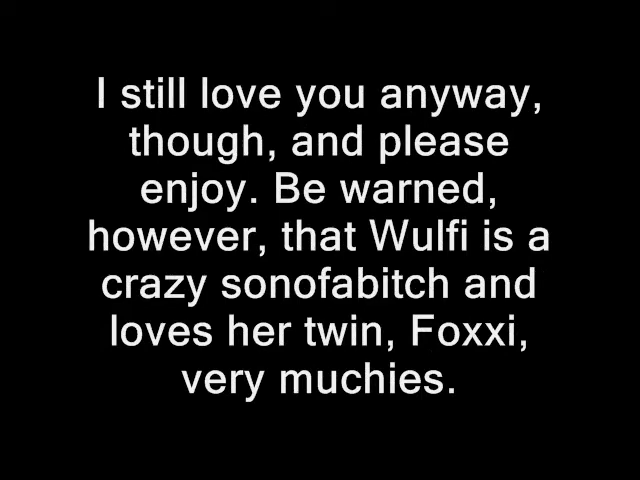 I still love you anyway,
though, and please
enjoy. Be warned,
however, that Wulfi is a
crazy sonofabitch and
loves her twin, Foxxi,
very muchies.